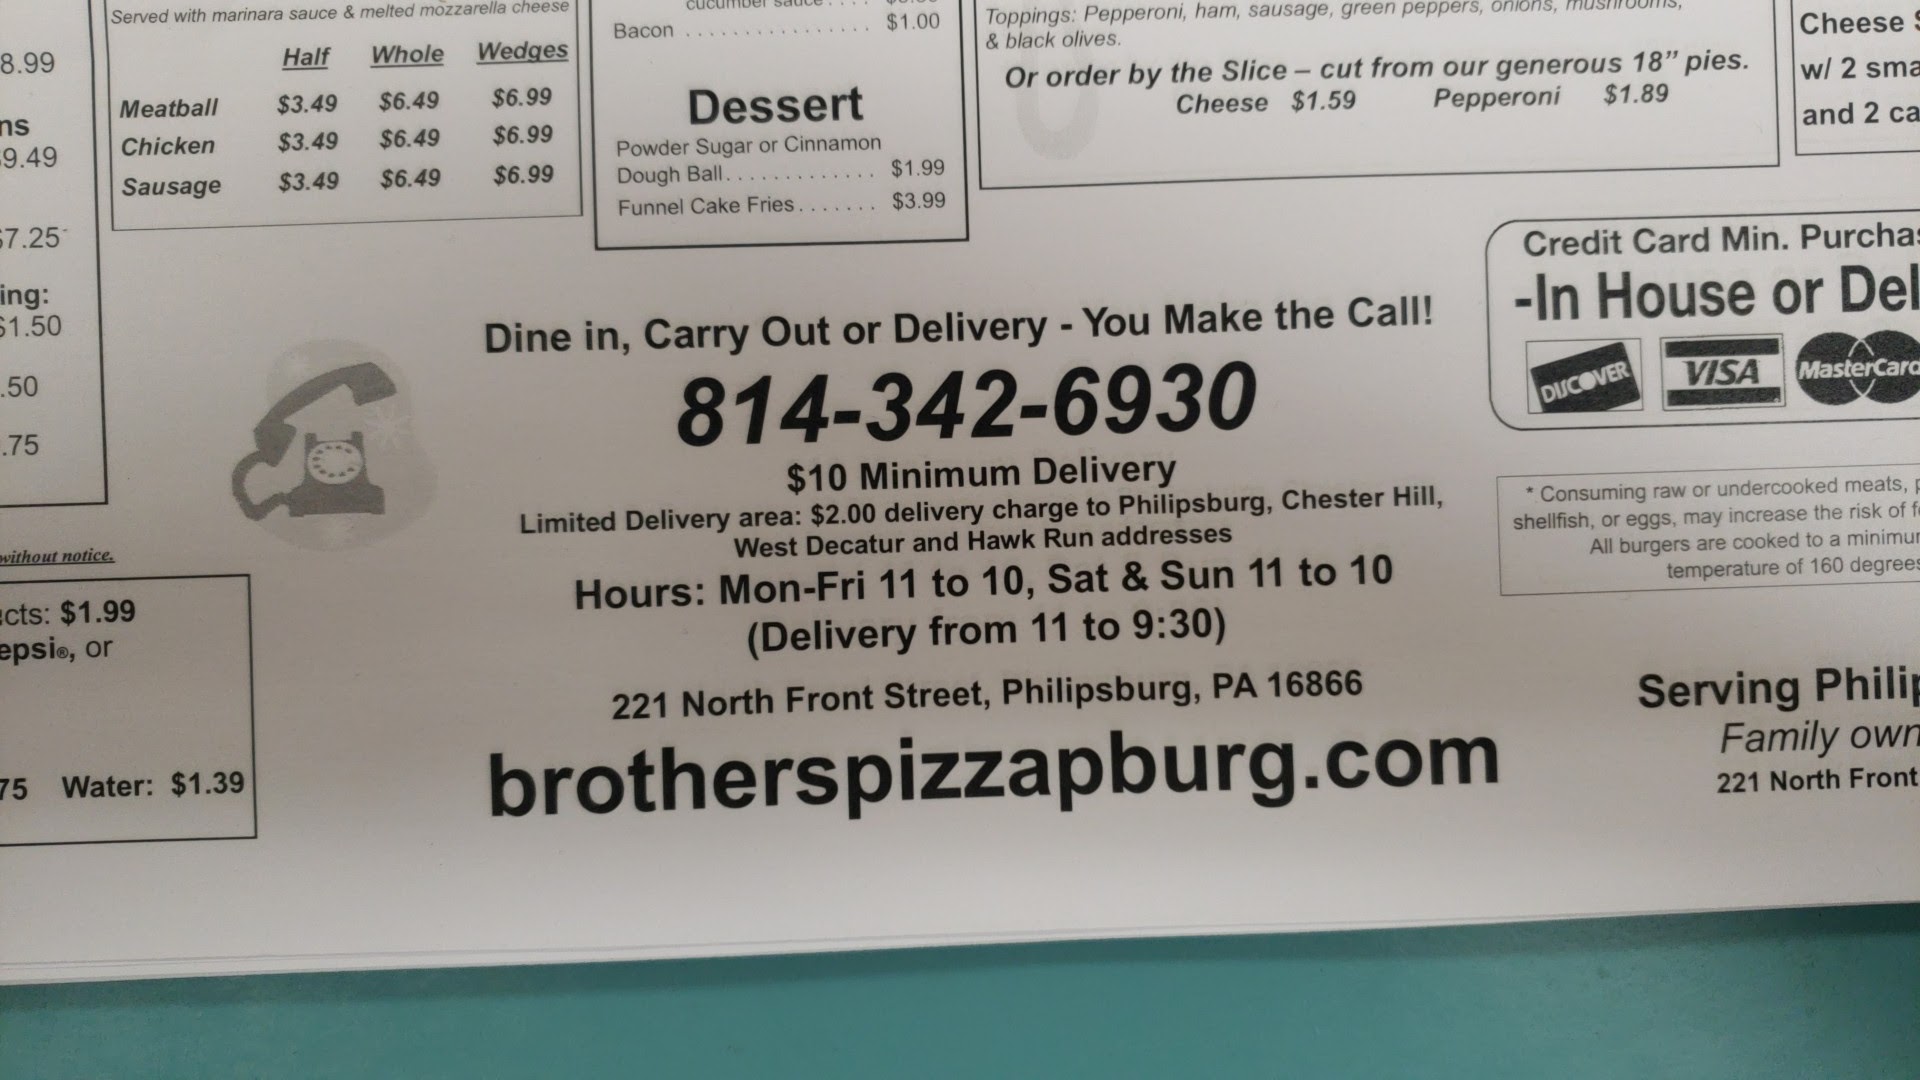 Served with marinara sauce & melted mozzarella cheese
Half Whole Wedges
Meatball $3.49 $6.49 $6.99
Chicken $3.49 $6.49 $6.99
Sausage $3.49 $6.49 $6.99
8.99
9.49
$7.25
$1.50
.50
.75
without notice.
$1.99
or
75 Water: $1.39
cucumber sauce
Bacon ................ $1.00
Dessert
Powder Sugar or Cinnamon
Dough Ball............. $1.99
Funnel Cake Fries....... $3.99
Toppings: Pepperoni, ham, sausage, green peppers, onions, mushrooms,
& black olives.
Or order by the Slice – cut from our generous 18” pies.
Cheese $1.59 Pepperoni $1.89
Cheese
w/ 2
and 2
Dine in, Carry Out or Delivery - You Make the Call!
814-342-6930
$10 Minimum Delivery
Limited Delivery area: $2.00 delivery charge to Philipsburg, Chester Hill,
West Decatur and Hawk Run addresses
Hours: Mon-Fri 11 to 10, Sat & Sun 11 to 10
(Delivery from 11 to 9:30)
221 North Front Street, Philipsburg, PA 16866
brotherspizzapburg.com
Credit Card Min.
-In House or
DISCOVER VISA MasterCard
* Consuming raw or undercooked meats,
shellfish, or eggs, may increase the risk of
All burgers are cooked to a
temperature of 160
Serving
Family
221 North Front